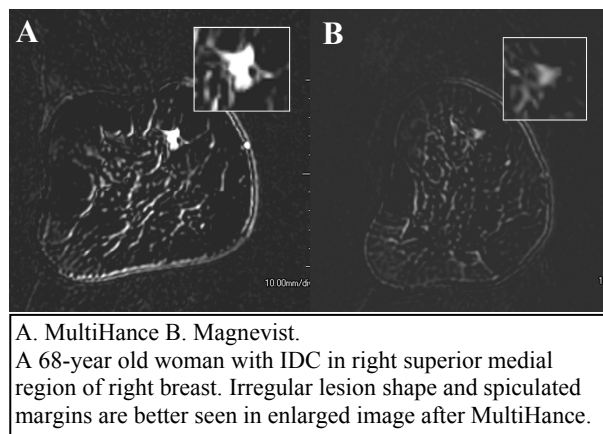 A
B
10.00mm/div
1
A. MultiHance B. Magnevist.
A 68-year old woman with IDC in right superior medial
region of right breast. Irregular lesion shape and spiculated
margins are better seen in enlarged image after MultiHance.